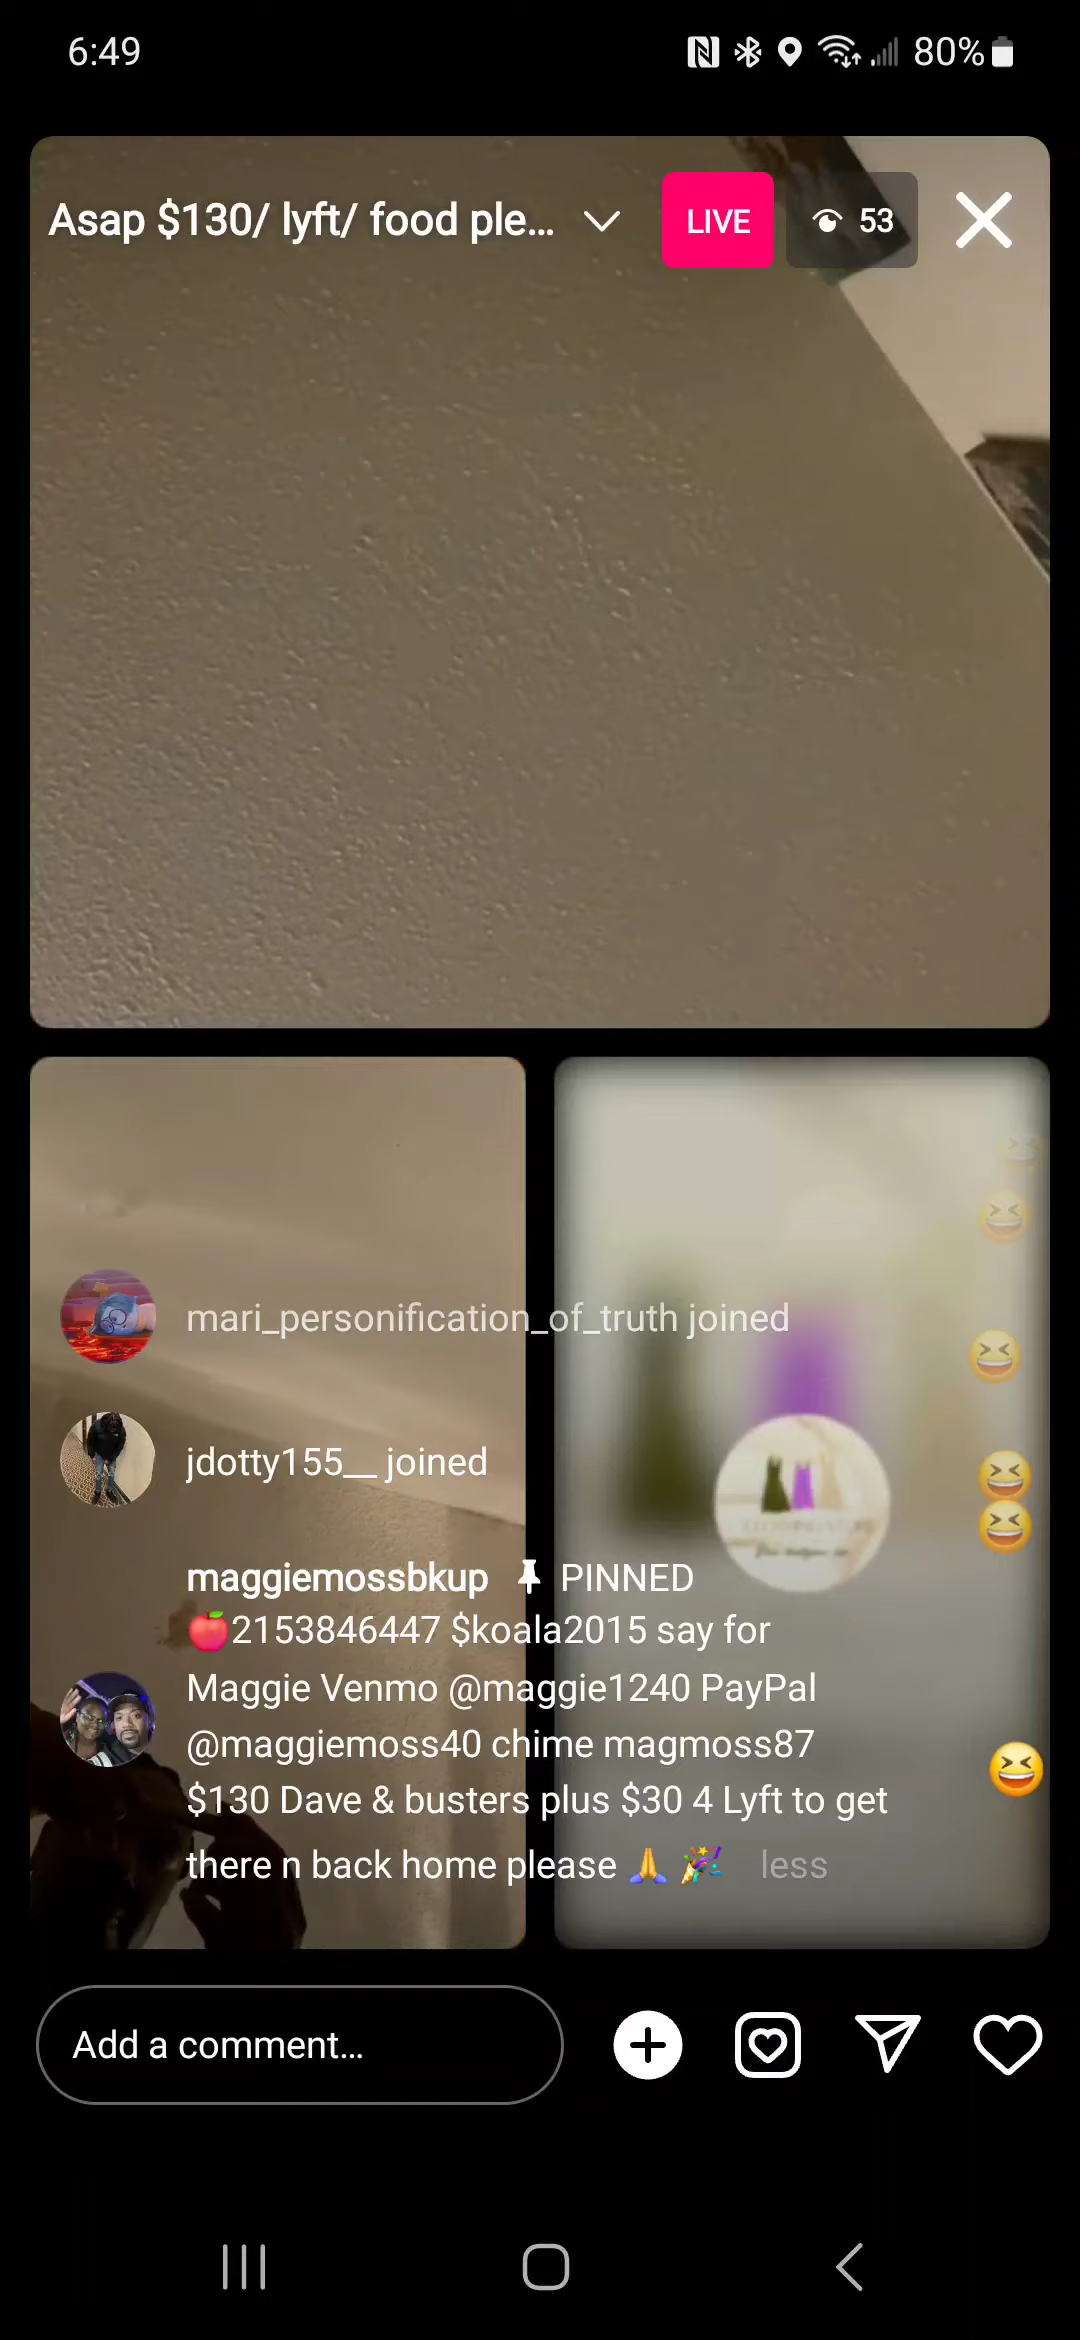 6:49
80%
Asap $130/ lyft/ food ple...
LIVE
53
mari_personification_of_truth joined
jdotty155__ joined
maggiemossbkup 📌 PINNED
🍎2153846447 $koala2015 say for
Maggie Venmo @maggie1240 PayPal
@maggiemoss40 chime magmoss87
$130 Dave & busters plus $30 4 Lyft to get
there n back home please 🙏 🎉 less
Add a comment...